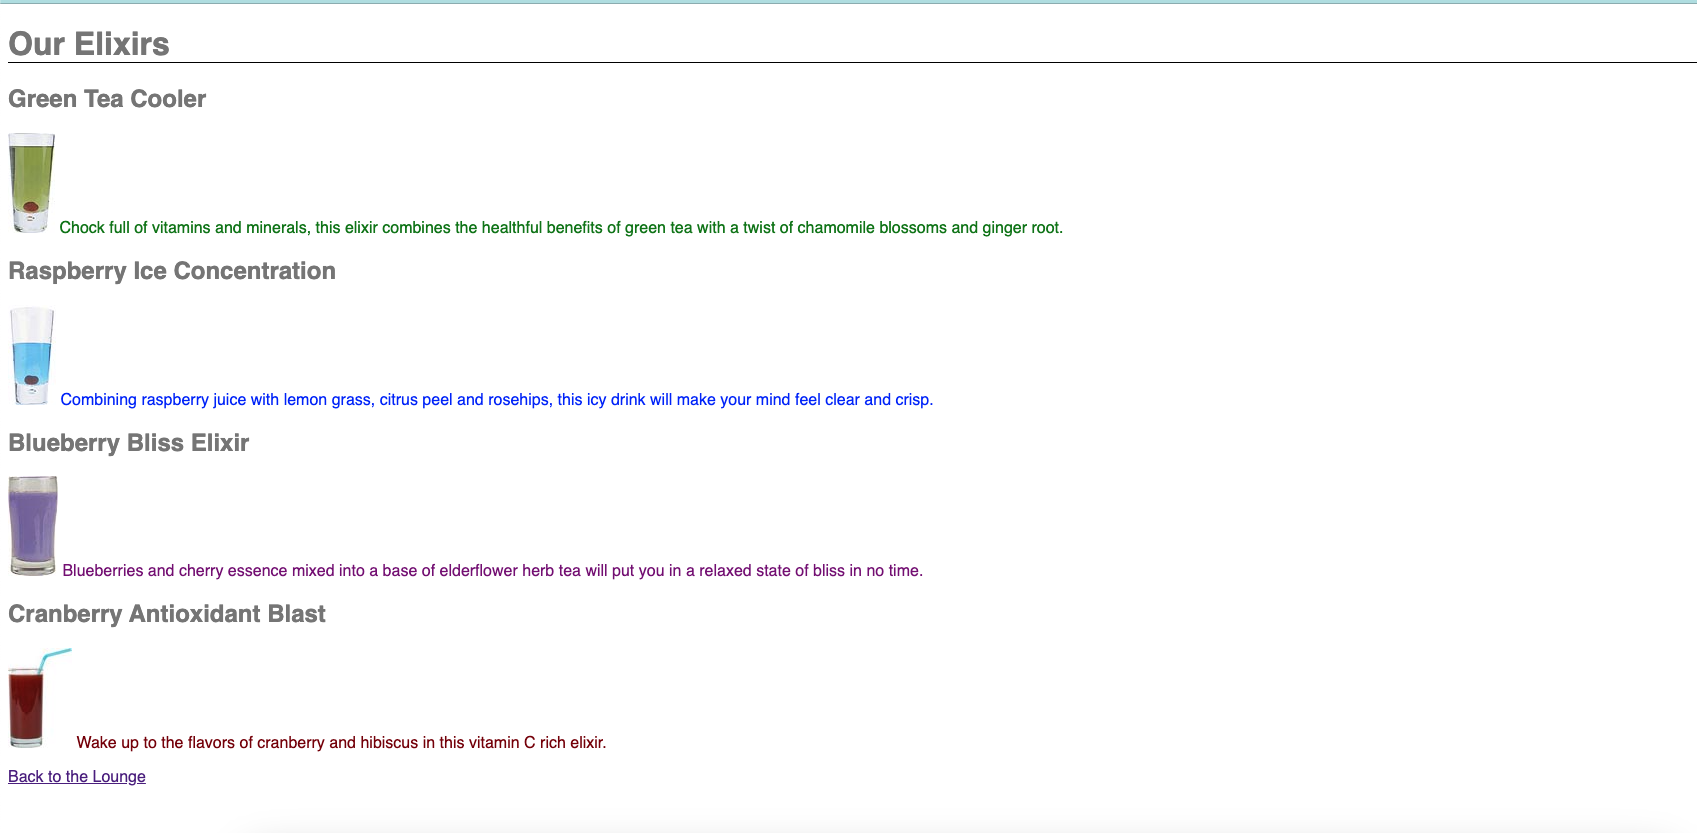 Our Elixirs
Green Tea Cooler
Chock full of vitamins and minerals, this elixir combines the healthful benefits of green tea with a twist of chamomile blossoms and ginger root.
Raspberry Ice Concentration
Combining raspberry juice with lemon grass, citrus peel and rosehips, this icy drink will make your mind feel clear and crisp.
Blueberry Bliss Elixir
Blueberries and cherry essence mixed into a base of elderflower herb tea will put you in a relaxed state of bliss in no time.
Cranberry Antioxidant Blast
Wake up to the flavors of cranberry and hibiscus in this vitamin C rich elixir.
Back to the Lounge